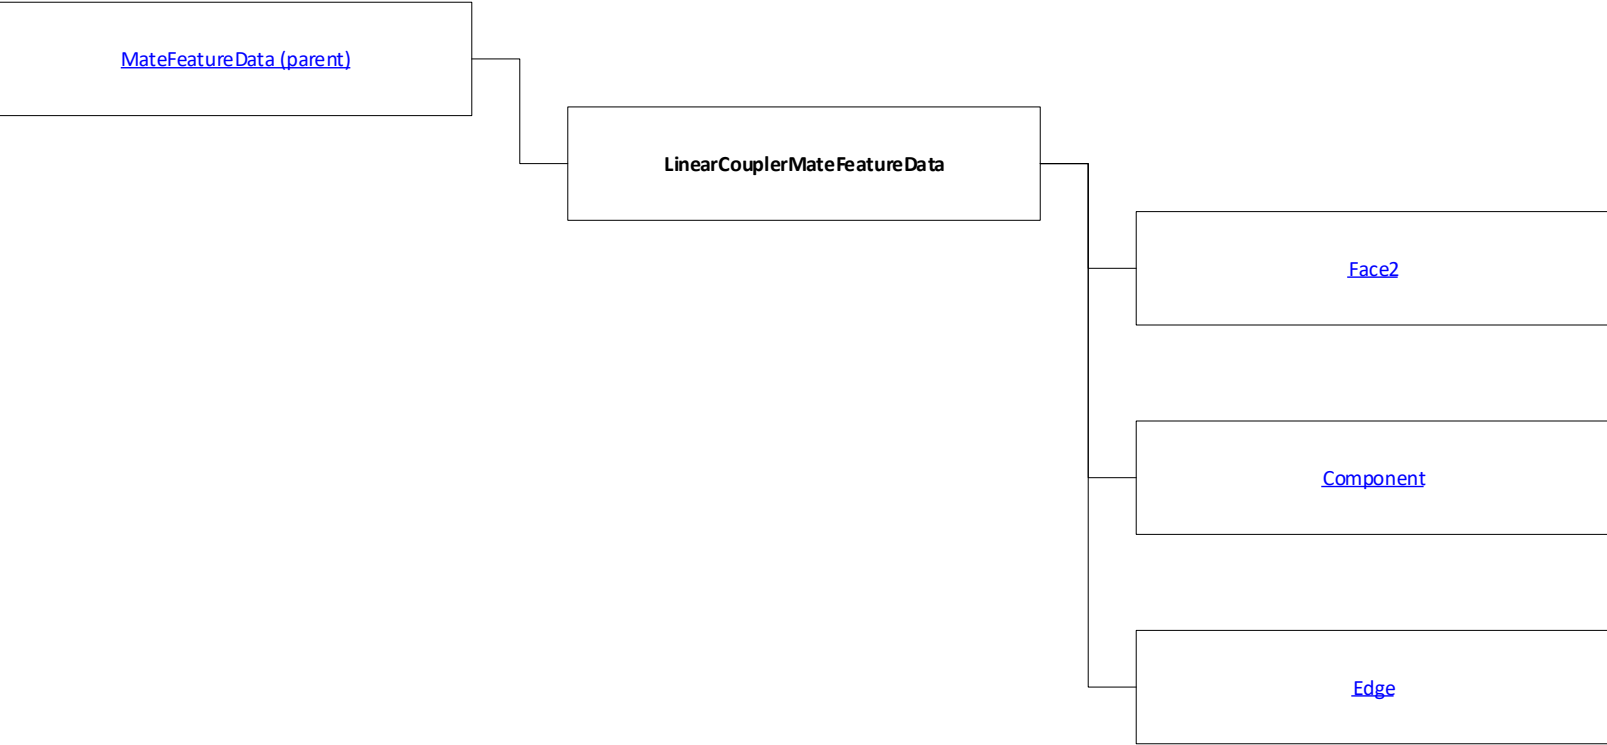 MateFeatureData (parent)
LinearCouplerMateFeatureData
Face2
Component
Edge